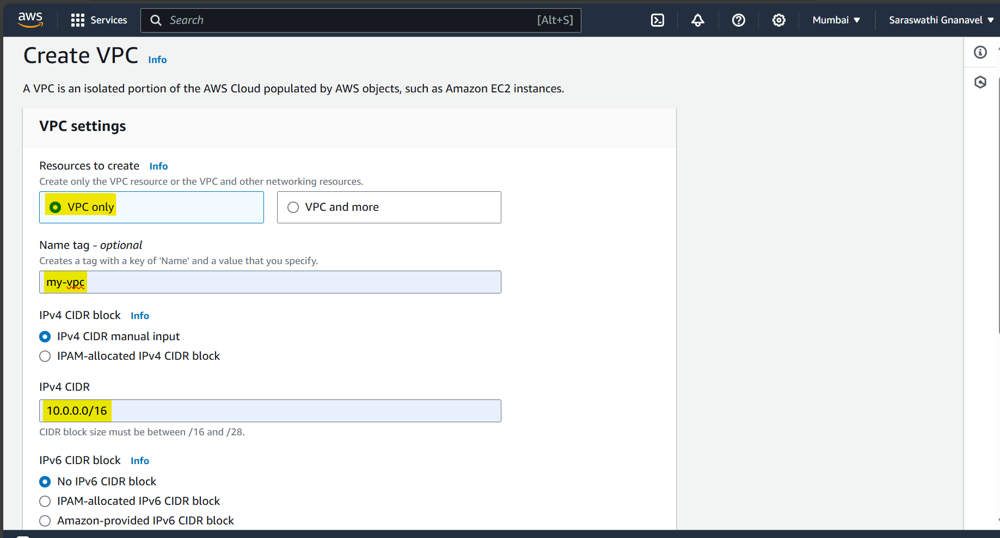 aws Services Search [Alt+S] Mumbai Saraswathi Gnanavel
Create VPC Info
A VPC is an isolated portion of the AWS Cloud populated by AWS objects, such as Amazon EC2 instances.
VPC settings
Resources to create Info
Create only the VPC resource or the VPC and other networking resources.
VPC only VPC and more
Name tag - optional
Creates a tag with a key of 'Name' and a value that you specify.
my-vpc
IPv4 CIDR block Info
IPv4 CIDR manual input
IPAM-allocated IPv4 CIDR block
IPv4 CIDR
10.0.0.0/16
CIDR block size must be between /16 and /28.
IPv6 CIDR block Info
No IPv6 CIDR block
IPAM-allocated IPv6 CIDR block
Amazon-provided IPv6 CIDR block